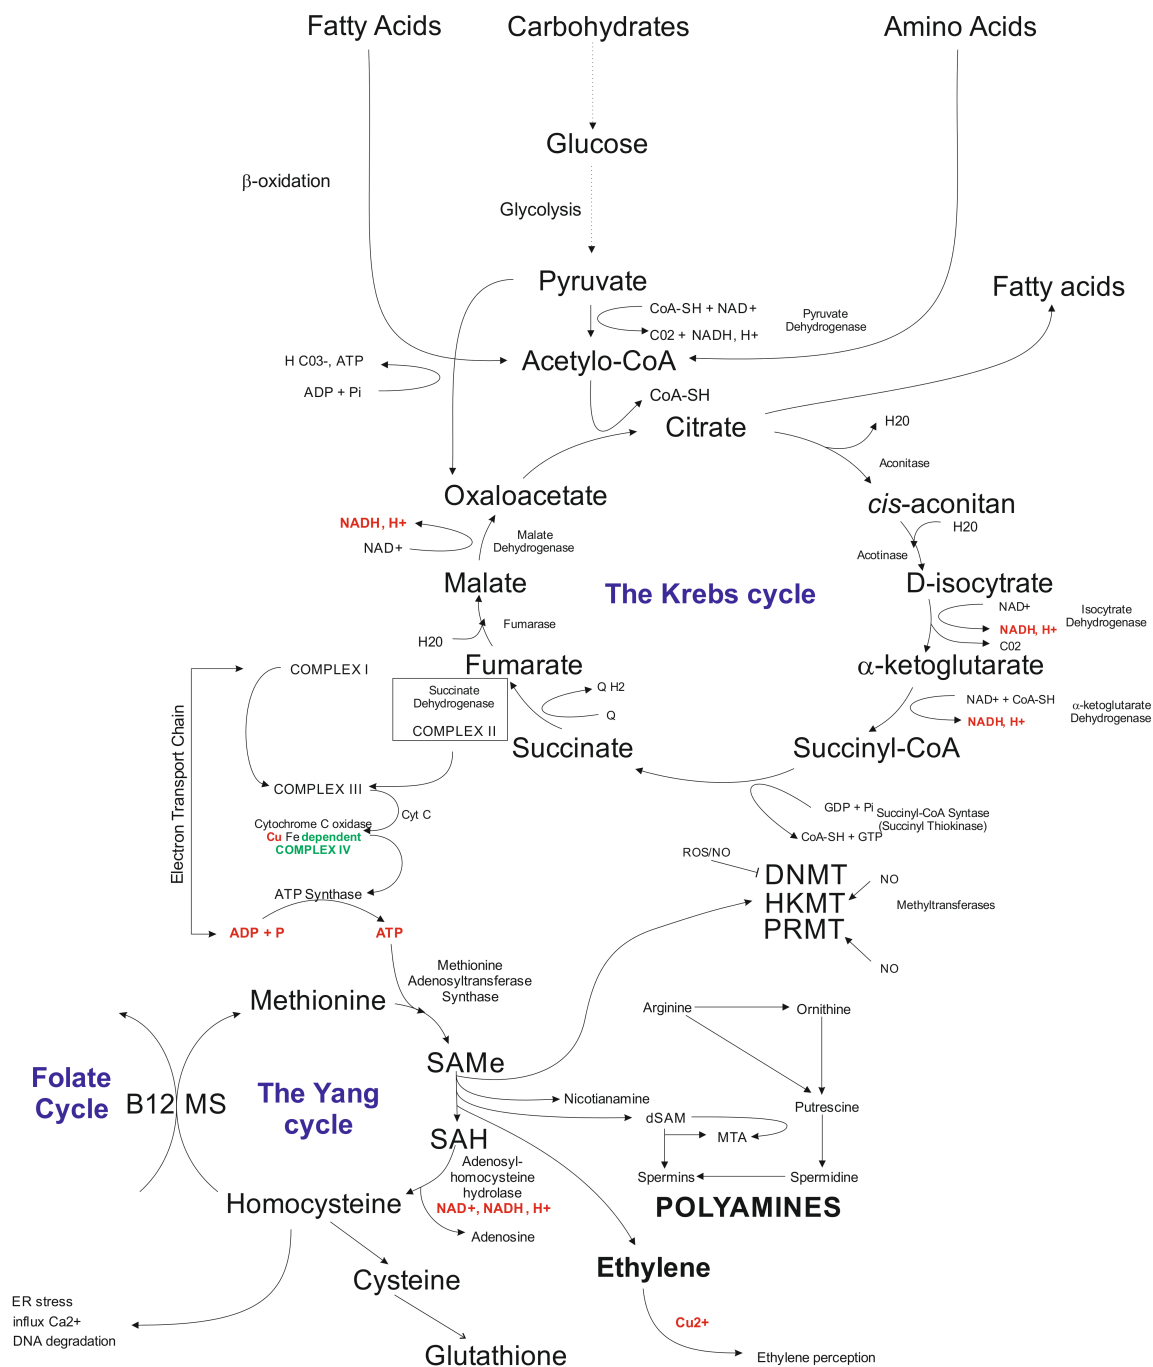 Fatty Acids
Carbohydrates
Amino Acids
Glucose
β-oxidation
Glycolysis
Pyruvate
Fatty acids
CoA-SH + NAD+
C02 + NADH, H+
Pyruvate
Dehydrogenase
Acetylo-CoA
H C03-, ATP
ADP + Pi
CoA-SH
Citrate
H20
Aconitase
Oxaloacetate
cis-aconitan
NADH, H+
NAD+
Malate
Dehydrogenase
H20
Acotinase
Malate
The Krebs cycle
D-isocytrate
NAD+
NADH, H+
C02
Isocytrate
Dehydrogenase
Fumarase
H20
Fumarate
α-ketoglutarate
COMPLEX I
Succinate
Dehydrogenase
COMPLEX II
Q H2
Q
NAD+ + CoA-SH
NADH, H+
α-ketoglutarate
Dehydrogenase
Succinate
Succinyl-CoA
Electron Transport Chain
COMPLEX III
Cyt C
GDP + Pi
Succinyl-CoA Syntase
(Succinyl Thiokinase)
CoA-SH + GTP
Cytochrome C oxidase
Cu Fe dependent
COMPLEX IV
ROS/NO
DNMT
HKMT
PRMT
NO
Methyltransferases
NO
ATP Synthase
ADP + P
ATP
Methionine
Adenosyltransferase
Synthase
Methionine
Arginine
Ornithine
SAMe
Folate
Cycle
B12 MS
The Yang
cycle
Nicotianamine
dSAM
MTA
Putrescine
SAH
Adenosyl-
homocysteine
hydrolase
NAD+, NADH, H+
Spermins
Spermidine
POLYAMINES
Homocysteine
Adenosine
Ethylene
Cysteine
ER stress
influx Ca2+
DNA degradation
Cu2+
Glutathione
Ethylene perception